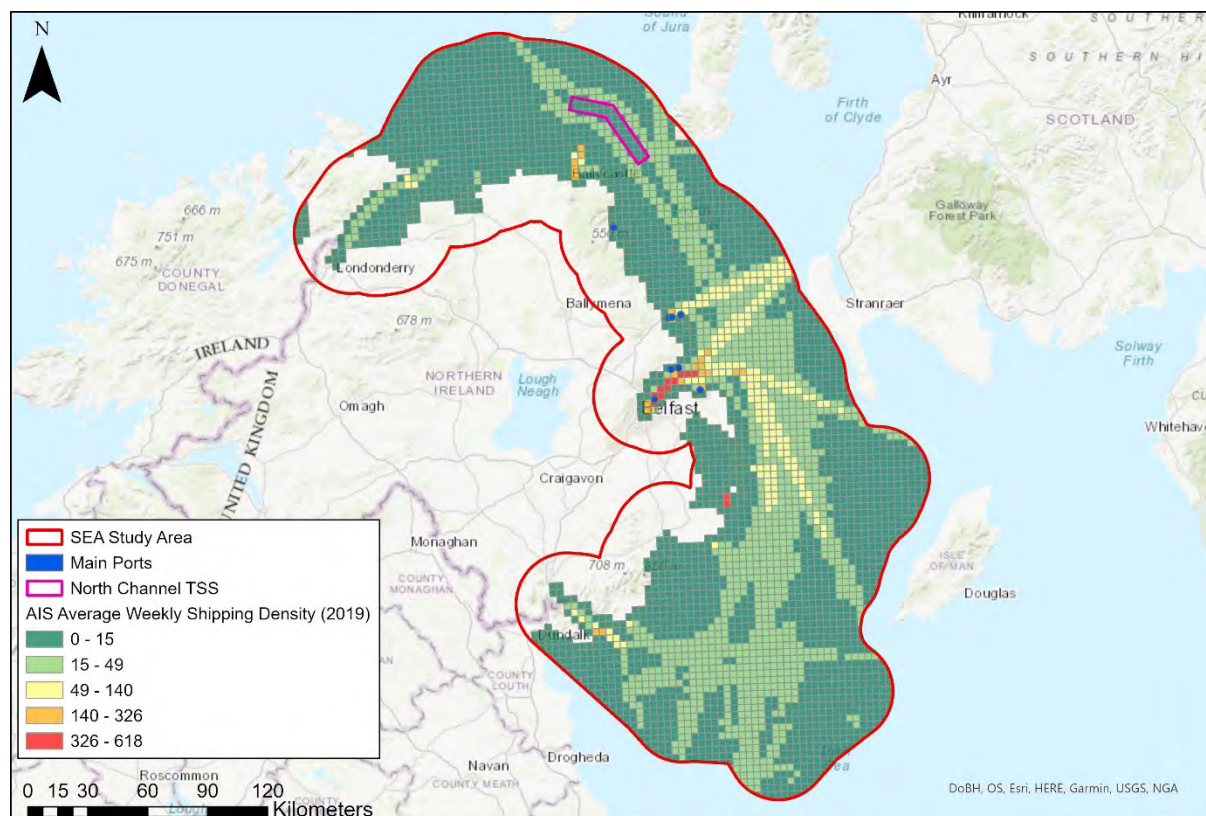 N
Sound
of Jura
Kilmarnock
SOUTHERN
SOUTHERN HI
Ayr
Firth
of Clyde
SCOTLAND
666 m
751 m
675 m
COUNTY
DONEGAL
Londonderry
Galloway
Forest Park
Ballymena
Stranraer
678 m
IRELAND
Solway
Firth
NORTHERN
IRELAND
Lough
Neagh
UNITED KINGDOM
Omagh
Belfast
Whitehav
Craigavon
Monaghan
COUNTY
MONAGHAN
708 m
ISLE
OF MAN
Douglas
Dundalk
COUNTY
LOUTH
Drogheda
Navan
COUNTY MEATH
Roscommon
SEA Study Area
Main Ports
North Channel TSS
AIS Average Weekly Shipping Density (2019)
0 - 15
15 - 49
49 - 140
140 - 326
326 - 618
0 15 30 60 90 120
Kilometers
DoBH, OS, Esri, HERE, Garmin, USGS, NGA